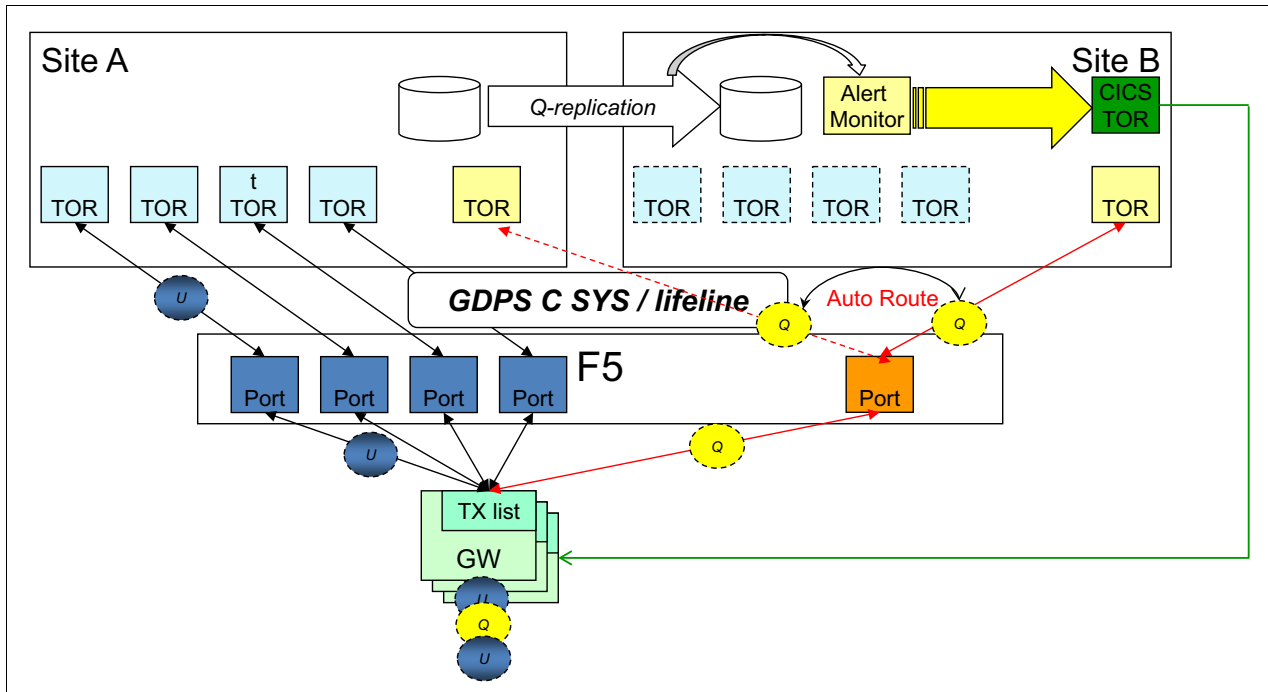 Site A
Site B
Q-replication
Alert
Monitor
CICS
TOR
TOR
TOR
t
TOR
TOR
TOR
TOR
TOR
TOR
TOR
TOR
U
GDPS C SYS / lifeline
Auto Route
Q
Q
F5
Port
Port
Port
Port
Port
U
Q
TX list
GW
Q
U